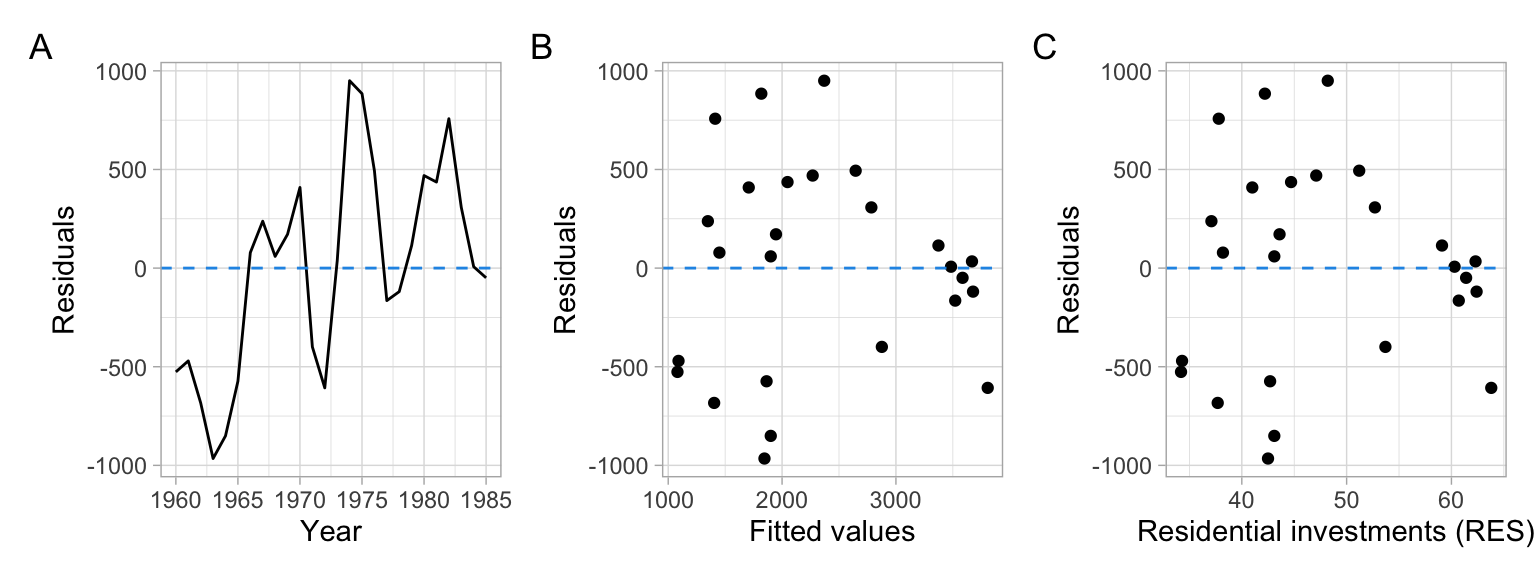 A
B
C
1000
500
0
-500
-1000
Residuals
1960 1965 1970 1975 1980 1985
Year
1000
500
0
-500
-1000
Residuals
1000 2000 3000
Fitted values
1000
500
0
-500
-1000
Residuals
40 50 60
Residential investments (RES)